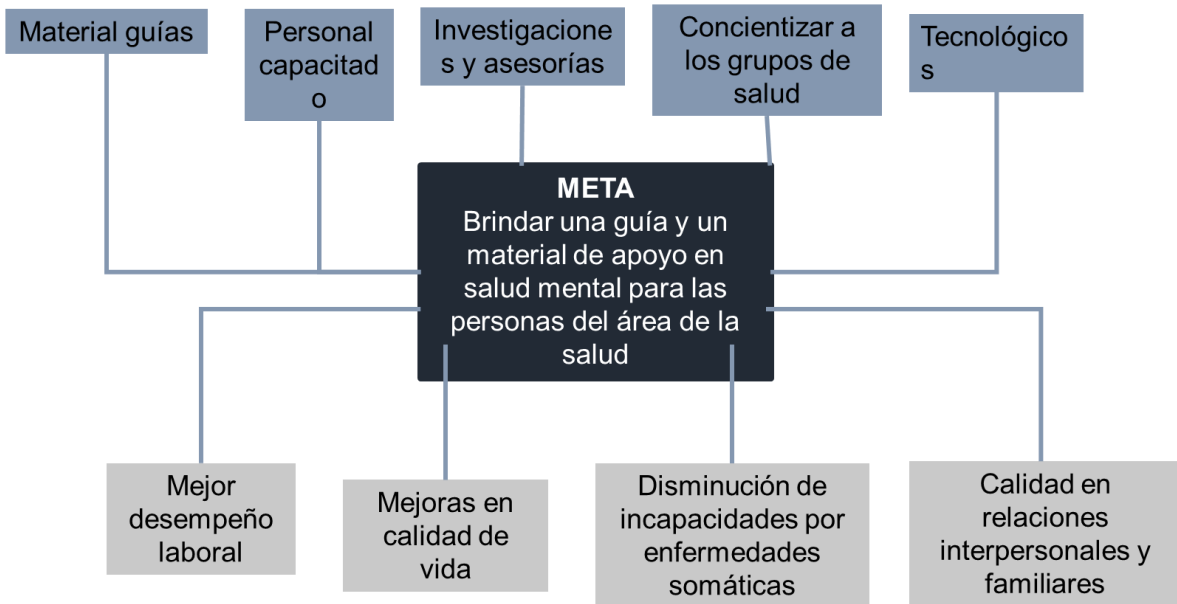 Material guías
Personal
capacitad
o
Investigacione
s y asesorías
Concientizar a
los grupos de
salud
Tecnológico
s
META
Brindar una guía y un
material de apoyo en
salud mental para las
personas del área de la
salud
Mejor
desempeño
laboral
Mejoras en
calidad de
vida
Disminución de
incapacidades por
enfermedades
somáticas
Calidad en
relaciones
interpersonales y
familiares